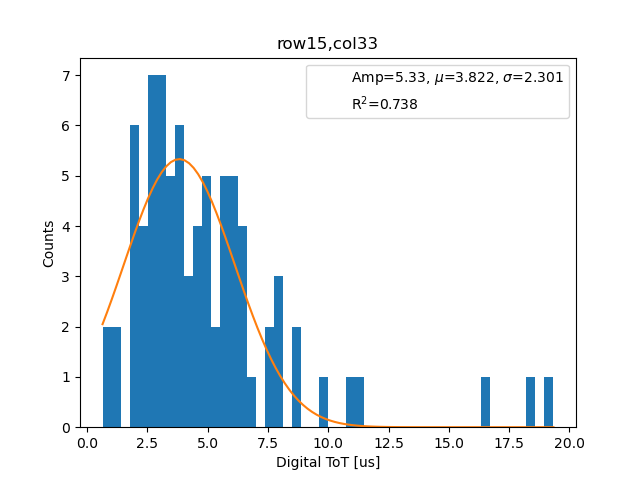 row15,col33
Amp=5.33, μ=3.822, σ=2.301
R²=0.738
Counts
7
6
5
4
3
2
1
0
0.0 2.5 5.0 7.5 10.0 12.5 15.0 17.5 20.0
Digital ToT [us]